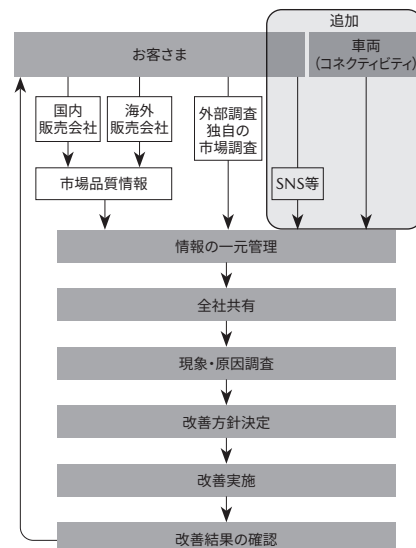 追加
お客さま
車両
(コネクティビティ)
国内
販売会社
海外
販売会社
外部調査
独自の
市場調査
市場品質情報
SNS等
情報の一元管理
全社共有
現象・原因調査
改善方針決定
改善実施
改善結果の確認